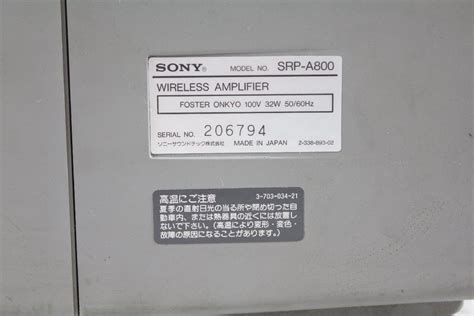 SONY® MODEL NO. SRP-A800
WIRELESS AMPLIFIER
FOSTER ONKYO 100V 32W 50/60Hz
SERIAL NO. 206794
ソニーサウンドテック株式会社 MADE IN JAPAN 2-338-893-02
高温にご注意 3-703-034-21
夏季の直射日光の当る所や閉め切った自
動車内、または熱器具の近くには放置し
ないで下さい。（高温により変形・変色・
故障の原因になることがあります。）